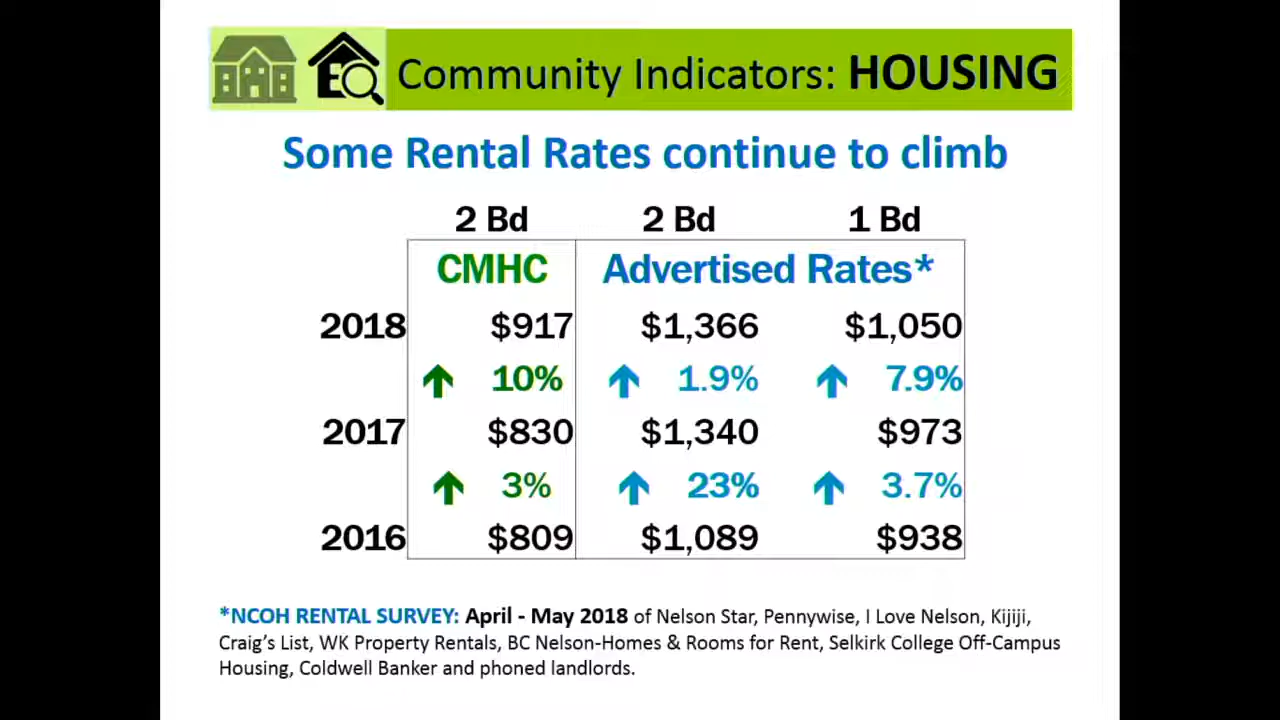 Community Indicators: HOUSING
Some Rental Rates continue to climb
2 Bd 2 Bd 1 Bd
CMHC Advertised Rates*
2018 $917 $1,366 $1,050
10% 1.9% 7.9%
2017 $830 $1,340 $973
3% 23% 3.7%
2016 $809 $1,089 $938
*NCOH RENTAL SURVEY: April - May 2018 of Nelson Star, Pennywise, I Love Nelson, Kijiji,
Craig's List, WK Property Rentals, BC Nelson-Homes & Rooms for Rent, Selkirk College Off-Campus
Housing, Coldwell Banker and phoned landlords.